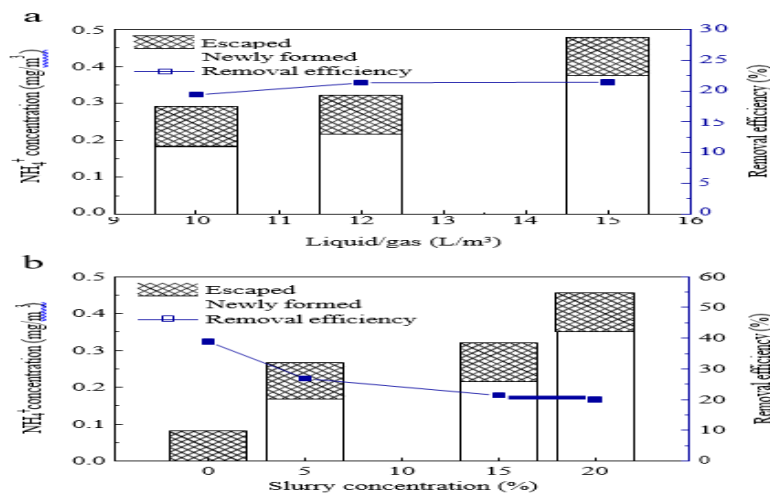 a
0.5
0.4
0.3
0.2
0.1
0.0
NH₄⁺ concentration (mg/m³)
Escaped
Newly formed
Removal efficiency
30
25
20
15
10
5
0
Removal efficiency (%)
9 10 11 12 13 14 15 16
Liquid/gas (L/m³)
b
0.5
0.4
0.3
0.2
0.1
0.0
NH₄⁺concentration (mg/m³)
Escaped
Newly formed
Removal efficiency
60
50
40
30
20
10
0
Removal efficiency (%)
0 5 10 15 20
Slurry concentration (%)